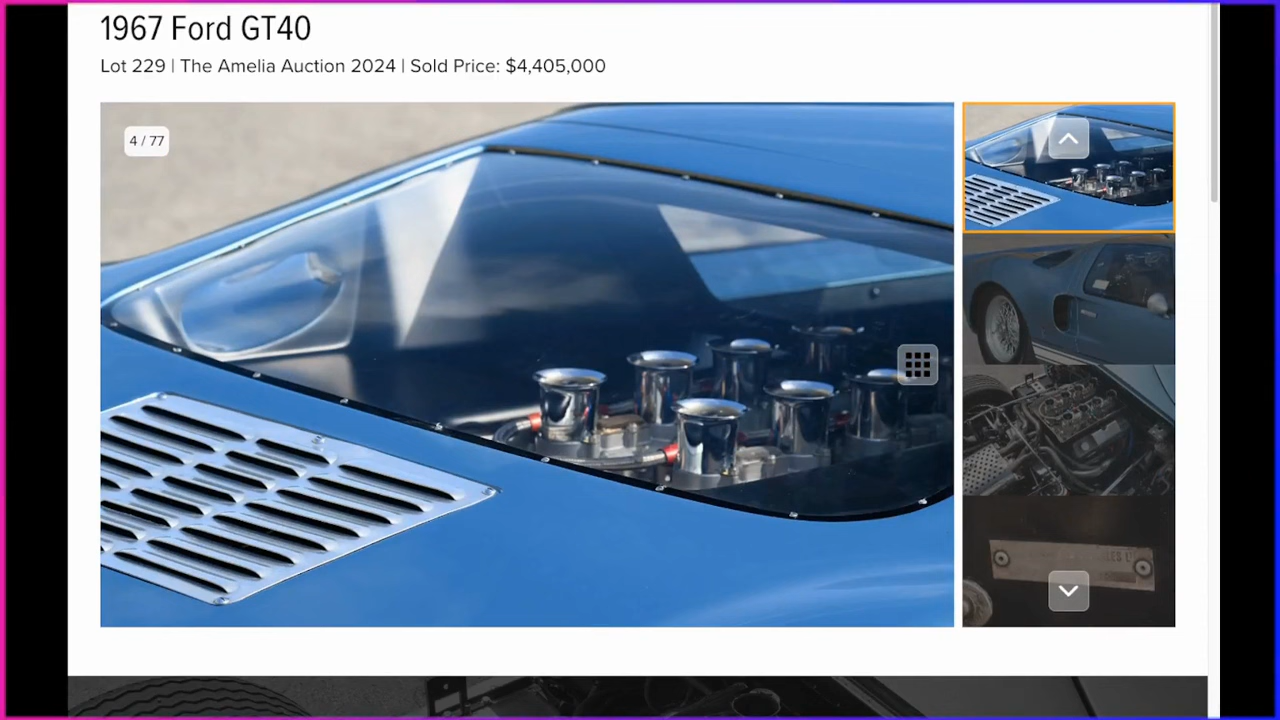 1967 Ford GT40
Lot 229 | The Amelia Auction 2024 | Sold Price: $4,405,000
4 / 77